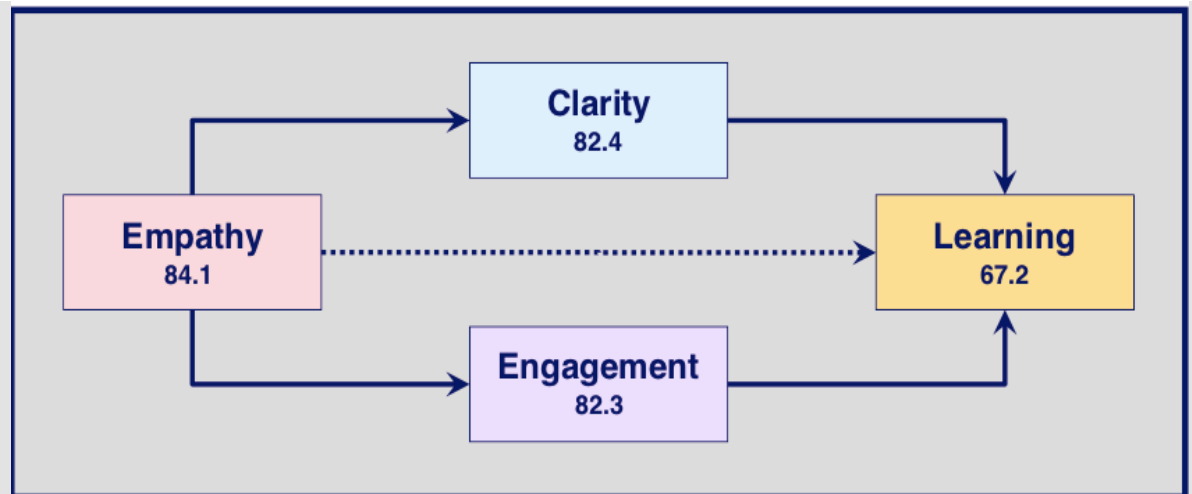 Clarity
82.4
Empathy
84.1
Learning
67.2
Engagement
82.3